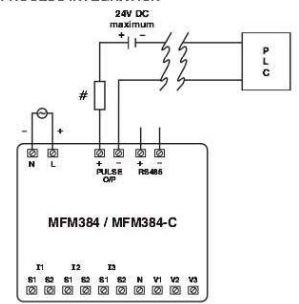 24V DC
maximum
+ −
P
L
C
#
− +
N L + − + −
PULSE
O/P
RS485
MFM384 / MFM384-C
I1 I2 I3
S1 S2 S1 S2 S1 S2 N V1 V2 V3